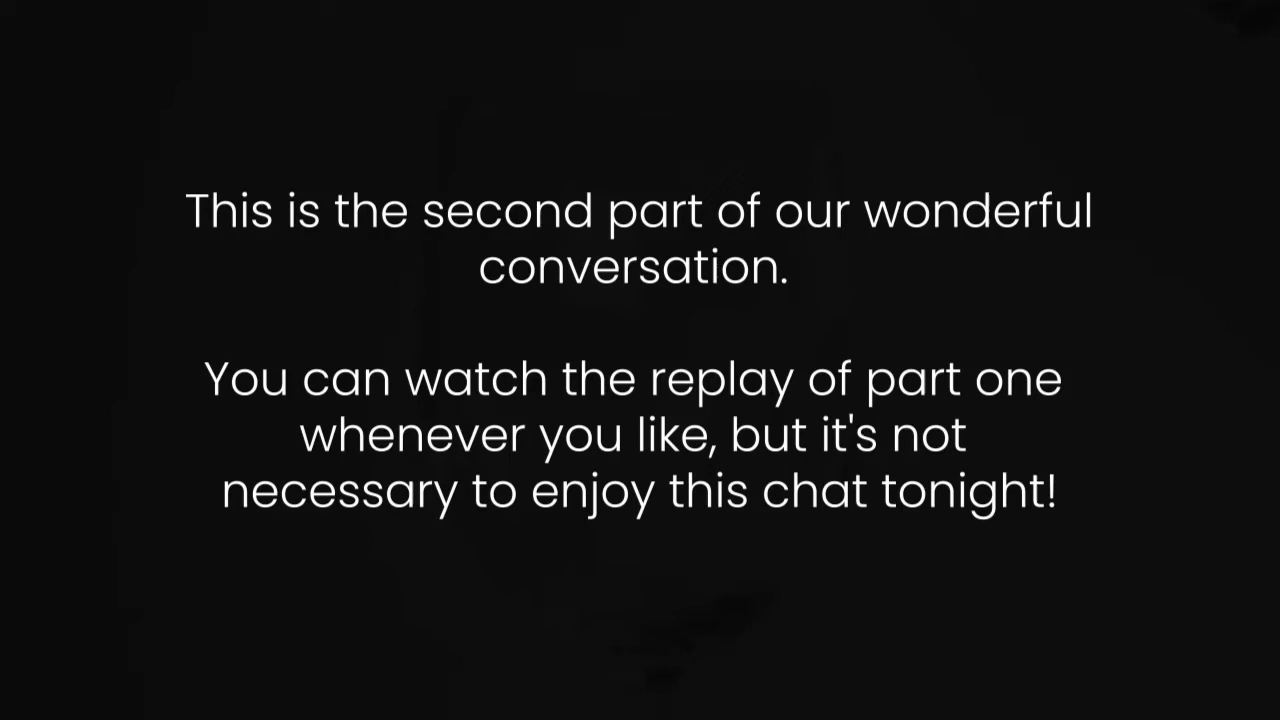 This is the second part of our wonderful
conversation.
You can watch the replay of part one
whenever you like, but it's not
necessary to enjoy this chat tonight!